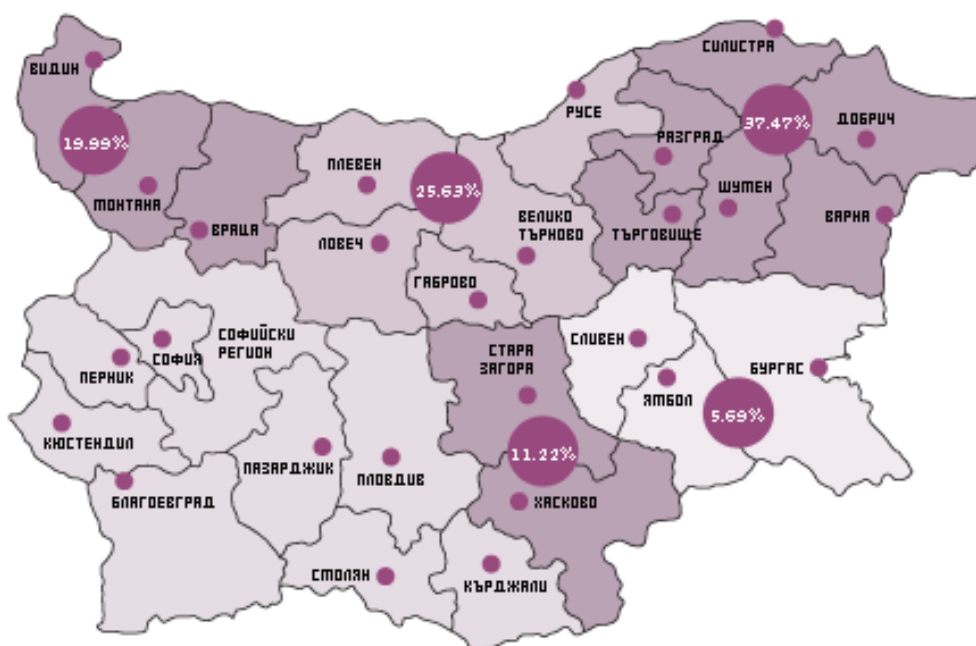 СИЛИСТРА
ВИДИН
РУСЕ
37.47%
ДОБРИЧ
19.99%
РАЗГРАД
ПЛЕВЕН
25.63%
ШУМЕН
МОНТАНА
ВРАЦА
ВЕЛИКО
ТЪРНОВО
ТЪРГОВИЩЕ
ВАРНА
ЛОВЕЧ
ГАБРОВО
СОФИЙСКИ
РЕГИОН
СОФИЯ
ПЕРНИК
СТАРА
ЗАГОРА
СЛИВЕН
БУРГАС
ЯМБОЛ
5.69%
КЮСТЕНДИЛ
ПАЗАРДЖИК
ПЛОВДИВ
11.22%
БЛАГОЕВГРАД
ХАСКОВО
СМОЛЯН
КЪРДЖАЛИ